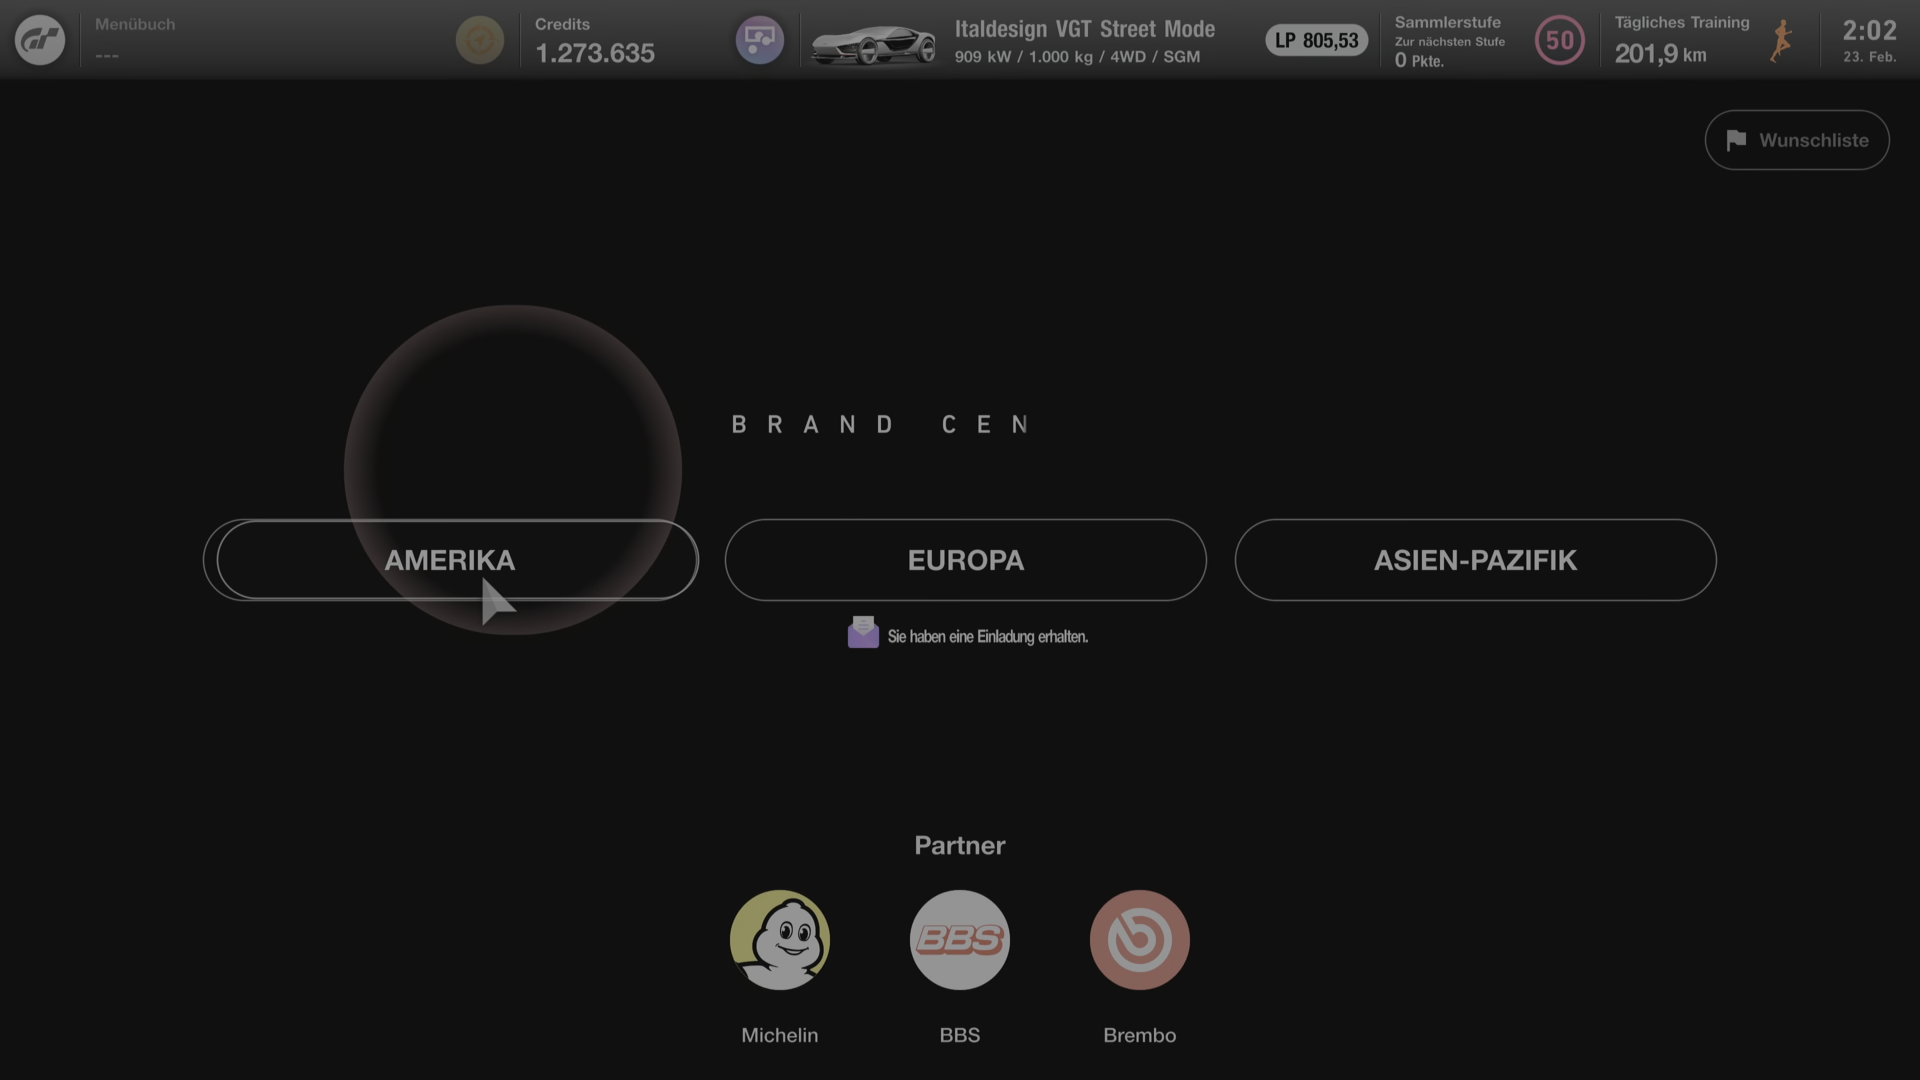 Menübuch
---
Credits
1.273.635
Italdesign VGT Street Mode
909 kW / 1.000 kg / 4WD / SGM
LP 805,53
Sammlerstufe
Zur nächsten Stufe
0 Pkte.
50
Tägliches Training
201,9 km
2:02
23. Feb.
Wunschliste
BRAND CEN
AMERIKA
EUROPA
ASIEN-PAZIFIK
Sie haben eine Einladung erhalten.
Partner
BBS
Michelin
BBS
Brembo